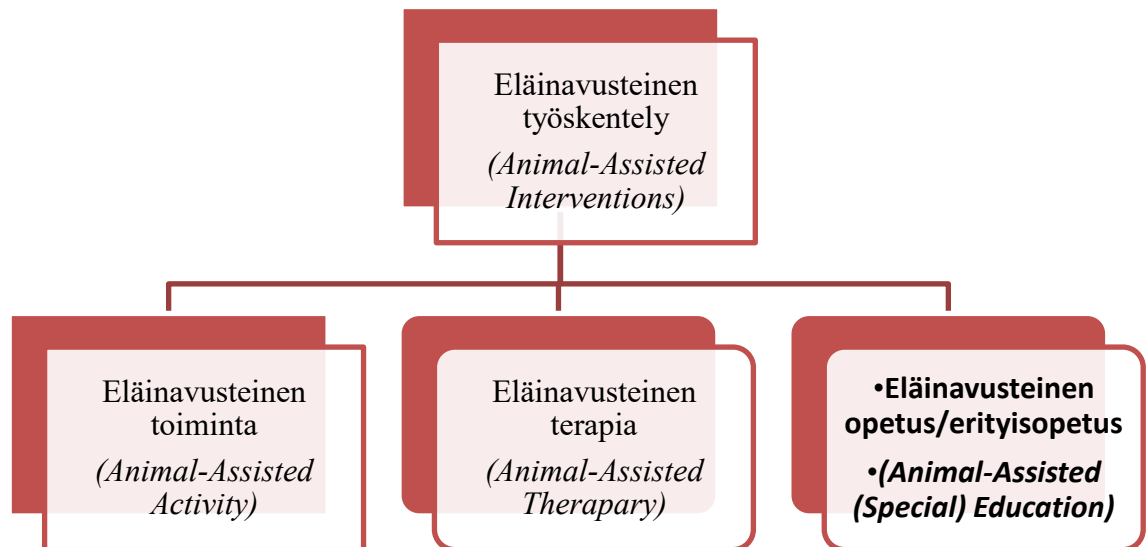 Eläinavusteinen
työskentely
(Animal-Assisted
Interventions)
Eläinavusteinen
toiminta
(Animal-Assisted
Activity)
Eläinavusteinen
terapia
(Animal-Assisted
Therapary)
•Eläinavusteinen
opetus/erityisopetus
•(Animal-Assisted
(Special) Education)